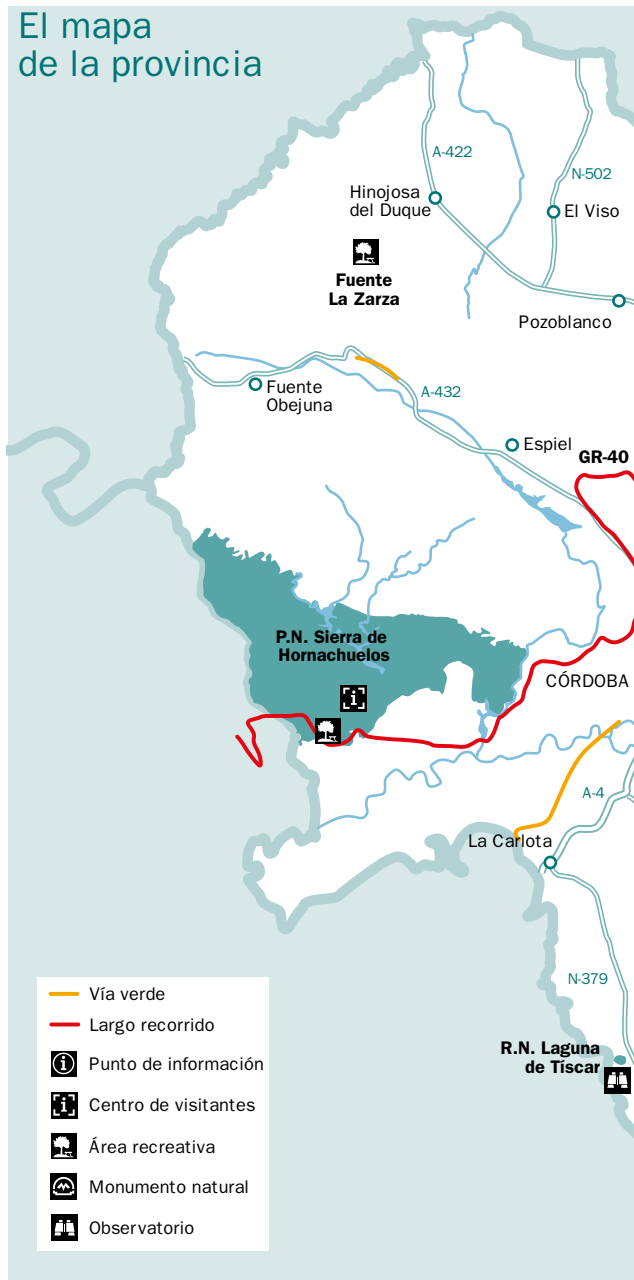 El mapa
de la provincia
A-422
N-502
Hinojosa
del Duque
El Viso
Fuente
La Zarza
Pozoblanco
Fuente
Obejuna
A-432
Espiel
GR-40
P.N. Sierra de
Hornachuelos
CÓRDOBA
A-4
La Carlota
N-379
R.N. Laguna
de Tíscar
Vía verde
Largo recorrido
Punto de información
Centro de visitantes
Área recreativa
Monumento natural
Observatorio